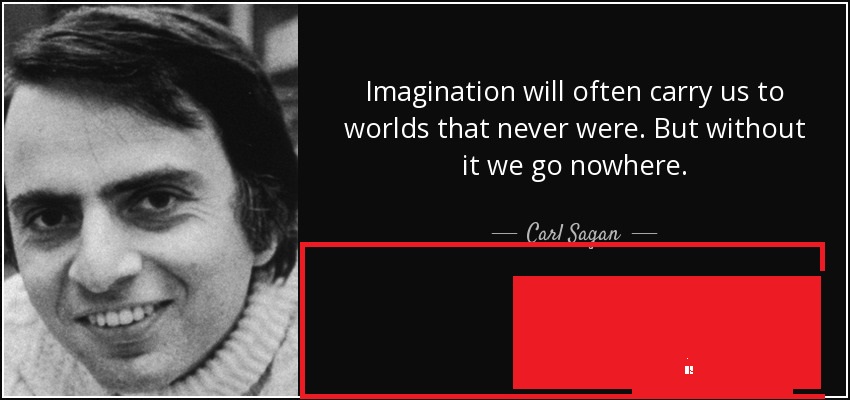 Imagination will often carry us to
worlds that never were. But without
it we go nowhere.
Carl Sagan